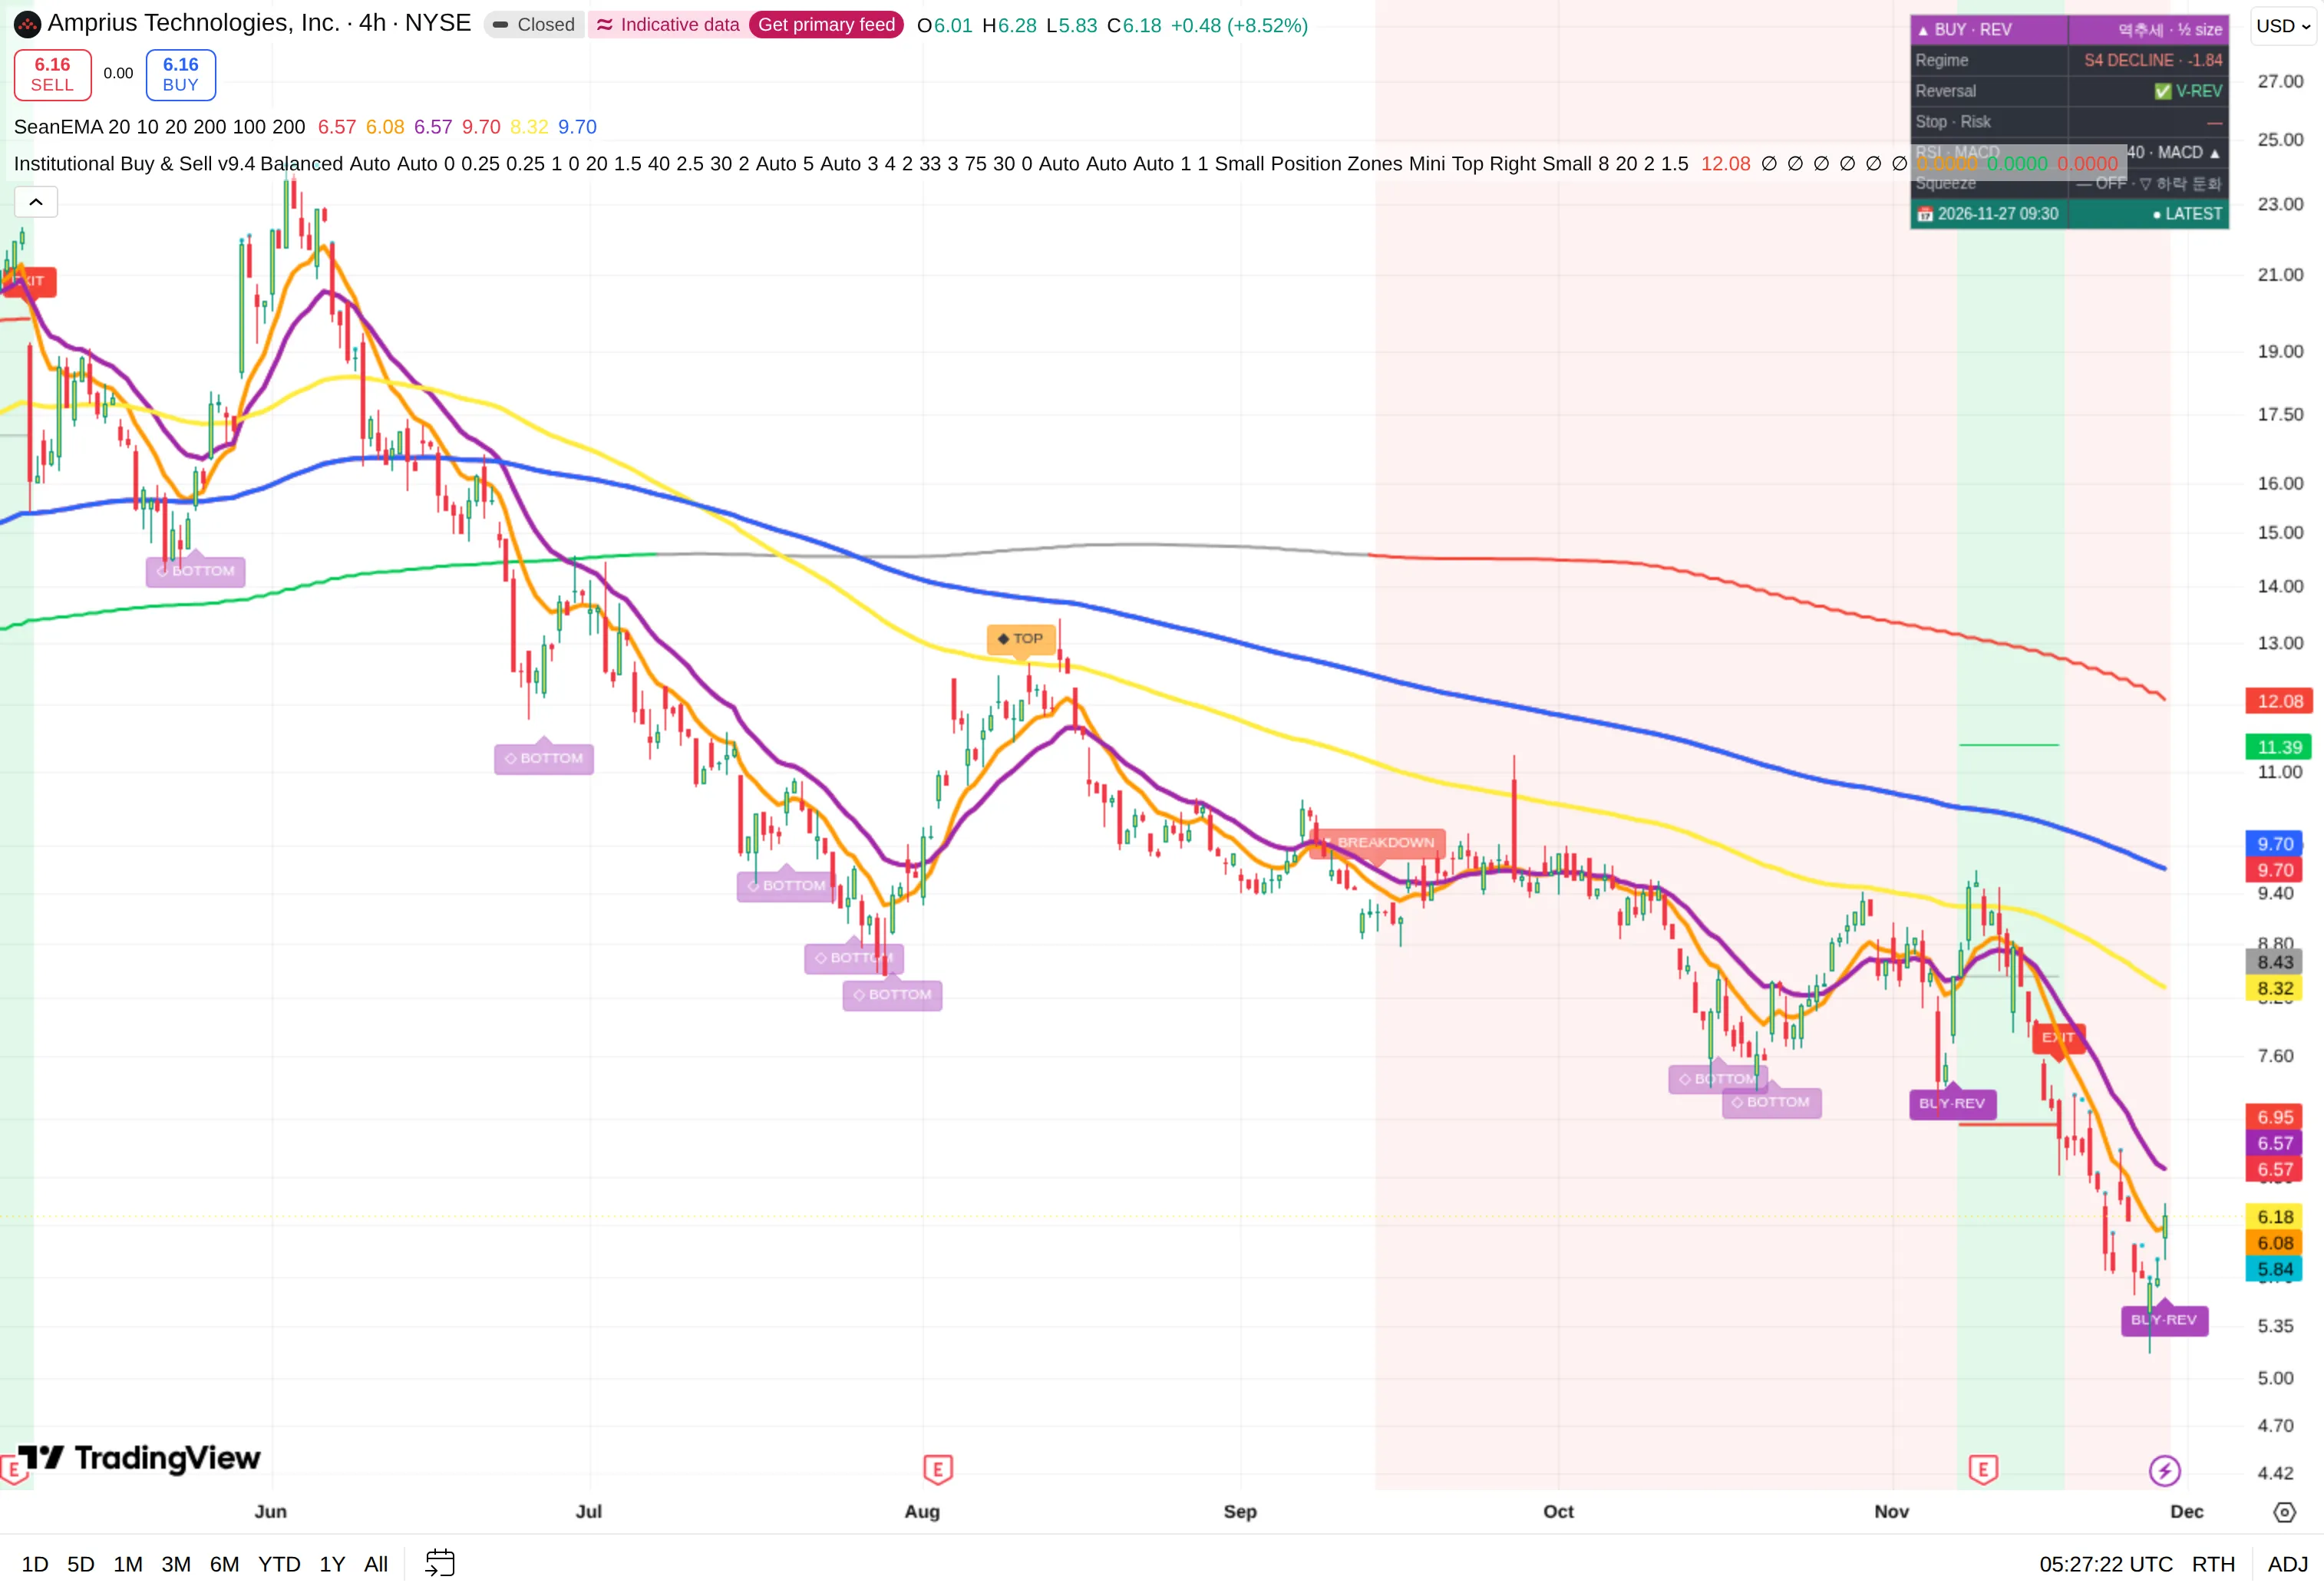 Amprius Technologies, Inc. · 4h · NYSE Closed Indicative data Get primary feed O6.01 H6.28 L5.83 C6.18 +0.48 (+8.52%)
6.16 SELL 0.00 6.16 BUY
SeanEMA 20 10 20 200 100 200 6.57 6.08 6.57 9.70 8.32 9.70
Institutional Buy & Sell v9.4 Balanced Auto Auto 0 0.25 0.25 1 0 20 1.5 40 2.5 30 2 Auto 5 Auto 3 4 2 33 3 75 30 0 Auto Auto Auto 1 1 Small Position Zones Mini Top Right Small 8 20 2 1.5 12.08 ∅ ∅ ∅ ∅ ∅ ∅ 0.0000 0.0000 0.0000
▲ BUY · REV 역추세 · ½ size
Regime S4 DECLINE · -1.84
Reversal ✅ V-REV
Stop · Risk —
RSI · MACD 40 · MACD ▲
Squeeze — OFF · ▽ 하락 둔화
📅 2026-11-27 09:30 ● LATEST
USD
27.00
25.00
23.00
21.00
19.00
17.50
16.00
15.00
14.00
13.00
12.08
11.39
11.00
9.70
9.70
9.40
8.80
8.43
8.32
7.60
6.95
6.57
6.57
6.18
6.08
5.84
5.35
5.00
4.70
4.42
◇ BOTTOM
◇ BOTTOM
◇ BOTTOM
◇ BOTTOM
◇ BOTTOM
◆ TOP
BREAKDOWN
◇ BOTTOM
◇ BOTTOM
BUY·REV
EXIT
BUY·REV
TradingView
E
E
E
Jun Jul Aug Sep Oct Nov Dec
1D 5D 1M 3M 6M YTD 1Y All 05:27:22 UTC RTH ADJ